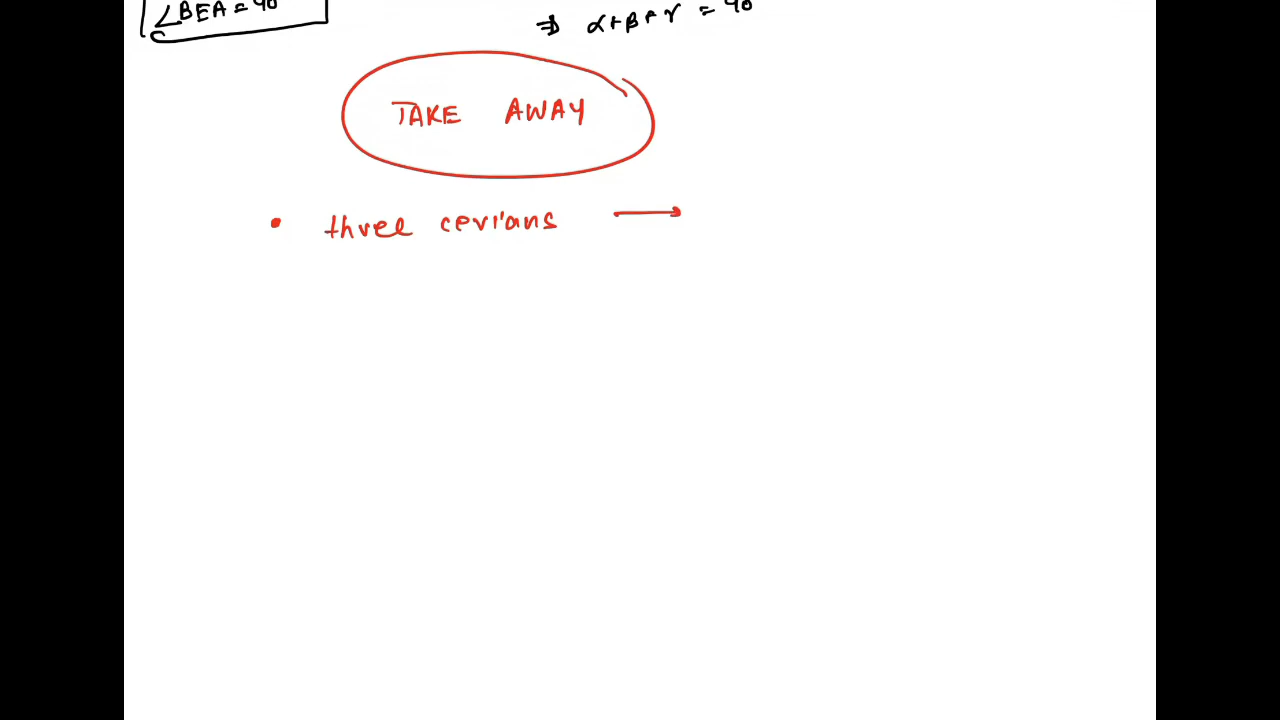 ∠BEA = 90
⇒ α+β+γ = 90
TAKE AWAY
• three cevians →